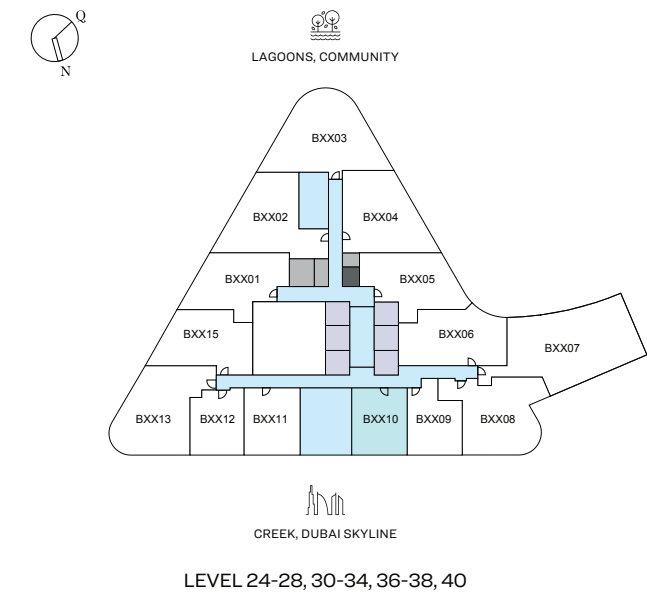 Q
N
LAGOONS, COMMUNITY
BXX03
BXX02
BXX04
BXX01
BXX05
BXX15
BXX06
BXX07
BXX13
BXX12
BXX11
BXX10
BXX09
BXX08
CREEK, DUBAI SKYLINE
LEVEL 24-28, 30-34, 36-38, 40